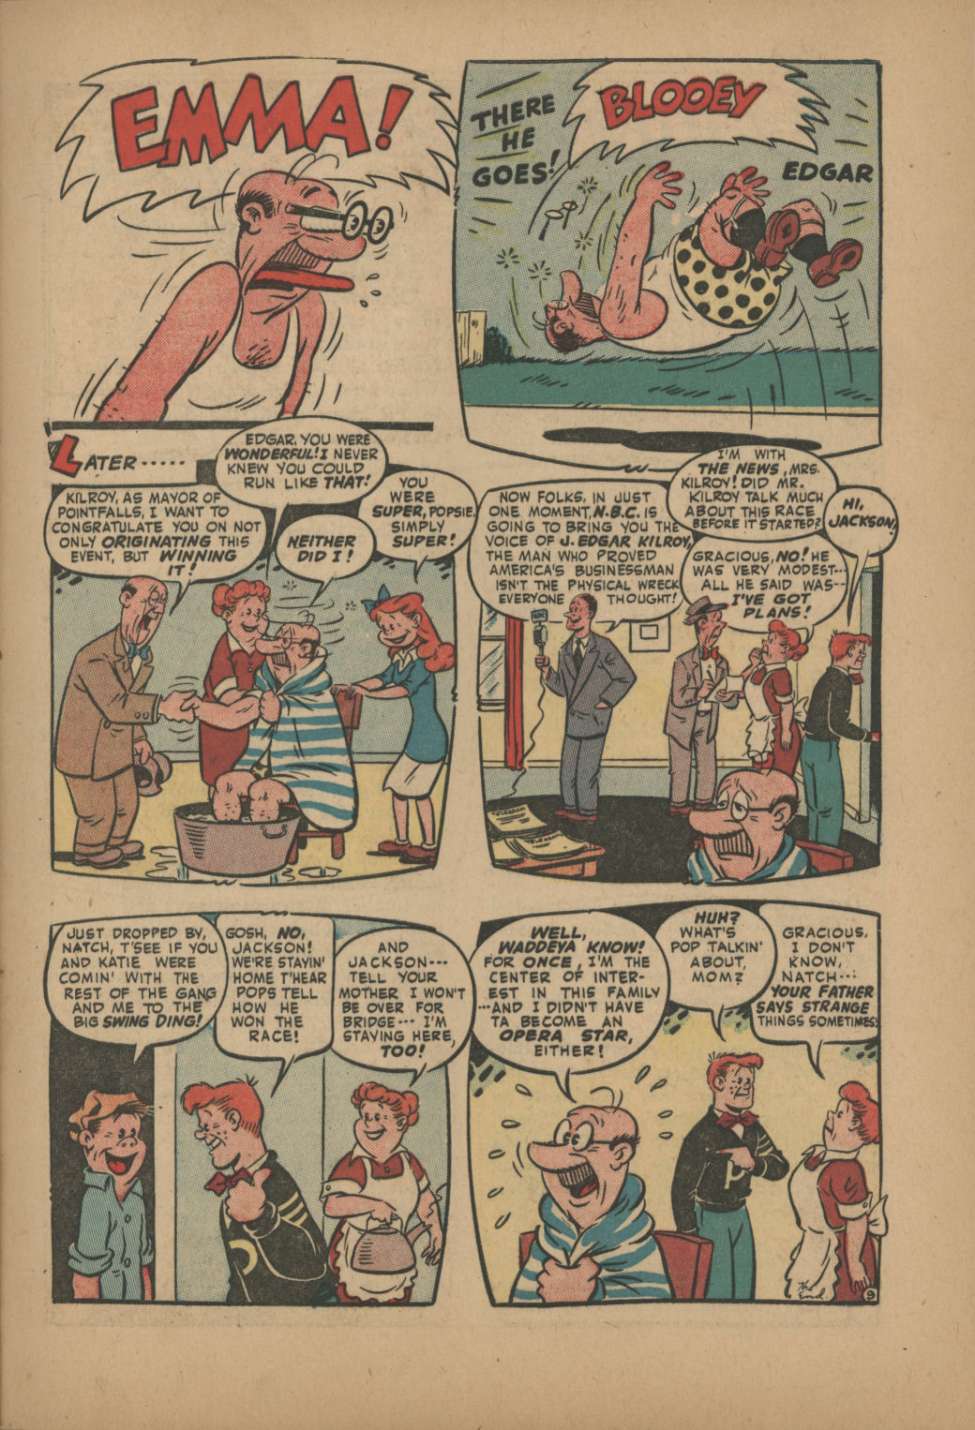 EMMA!
THERE
HE
GOES!
BLOOEY
EDGAR
LATER·····
KILROY, AS MAYOR OF
POINTFALLS, I WANT TO
CONGRATULATE YOU ON NOT
ONLY ORIGINATING THIS
EVENT, BUT WINNING
IT!
EDGAR, YOU WERE
WONDERFUL! I NEVER
KNEW YOU COULD
RUN LIKE THAT!
NEITHER
DID I!
YOU
WERE
SUPER, POPSIE.
SIMPLY
SUPER!
NOW FOLKS, IN JUST
ONE MOMENT, N.B.C. IS
GOING TO BRING YOU THE
VOICE OF J. EDGAR KILROY,
THE MAN WHO PROVED
AMERICA'S BUSINESSMAN
ISN'T THE PHYSICAL WRECK
EVERYONE THOUGHT!
I'M WITH
THE NEWS, MRS.
KILROY! DID MR.
KILROY TALK MUCH
ABOUT THIS RACE
BEFORE IT STARTED?
GRACIOUS, NO! HE
WAS VERY MODEST---
ALL HE SAID WAS--
I'VE GOT
PLANS!
HI,
JACKSON!
JUST DROPPED BY,
NATCH, T'SEE IF YOU
AND KATIE WERE
COMIN' WITH THE
REST OF THE GANG
AND ME TO THE
BIG SWING DING!
GOSH, NO,
JACKSON!
WE'RE STAYIN'
HOME T'HEAR
POPS TELL
HOW HE
WON THE
RACE!
AND
JACKSON---
TELL YOUR
MOTHER I WON'T
BE OVER FOR
BRIDGE--- I'M
STAYING HERE,
TOO!
WELL,
WADDEYA KNOW!
FOR ONCE, I'M THE
CENTER OF INTER-
EST IN THIS FAMILY
---AND I DIDN'T HAVE
TA BECOME AN
OPERA STAR,
EITHER!
HUH?
WHAT'S
POP TALKIN'
ABOUT,
MOM?
GRACIOUS,
I DON'T
KNOW,
NATCH---
YOUR FATHER
SAYS STRANGE
THINGS SOMETIMES!
P
The
End
9